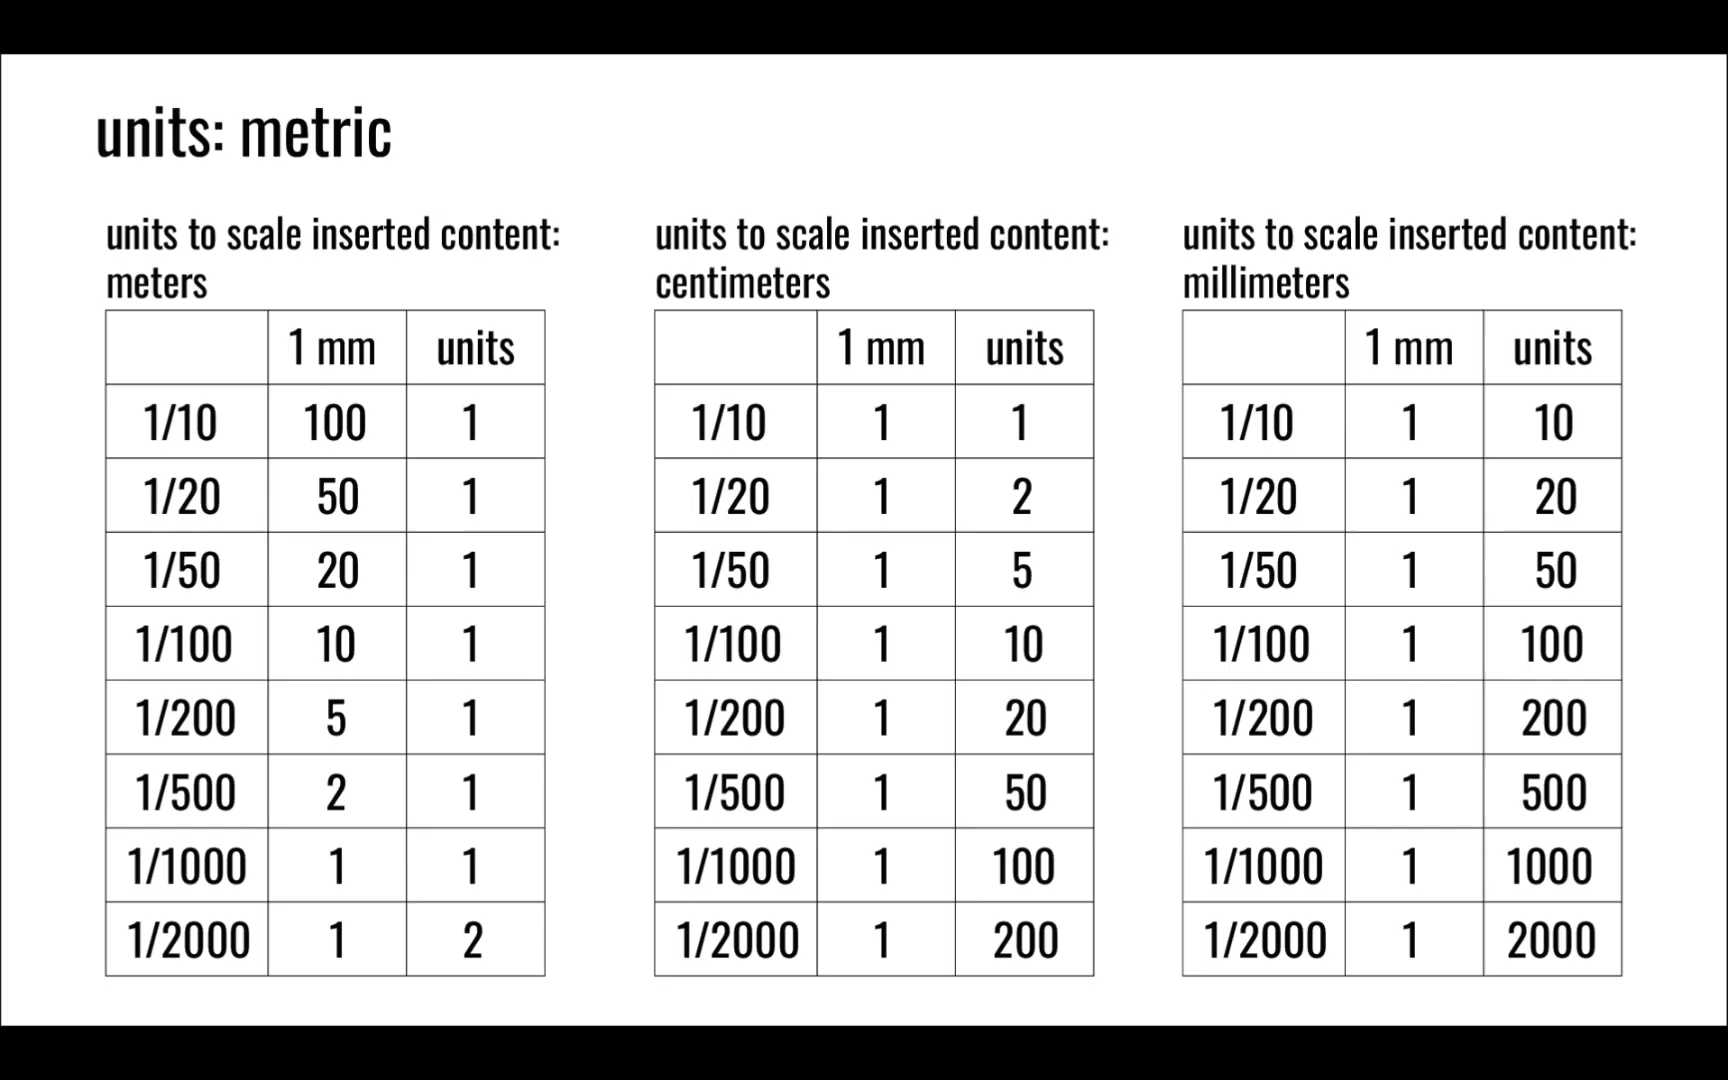 units: metric
units to scale inserted content:
meters
1 mm units
1/10 100 1
1/20 50 1
1/50 20 1
1/100 10 1
1/200 5 1
1/500 2 1
1/1000 1 1
1/2000 1 2
units to scale inserted content:
centimeters
1 mm units
1/10 1 1
1/20 1 2
1/50 1 5
1/100 1 10
1/200 1 20
1/500 1 50
1/1000 1 100
1/2000 1 200
units to scale inserted content:
millimeters
1 mm units
1/10 1 10
1/20 1 20
1/50 1 50
1/100 1 100
1/200 1 200
1/500 1 500
1/1000 1 1000
1/2000 1 2000